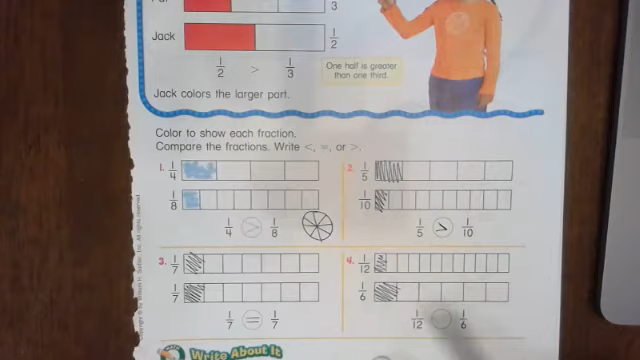 3
Jack
1/2
1/2 > 1/3
One half is greater
than one third.
Jack colors the larger part.
Color to show each fraction.
Compare the fractions. Write <, =, or >.
1. 1/4
1/8
1/4 > 1/8
2. 1/5
1/10
1/5 > 1/10
3. 1/7
1/7
1/7 = 1/7
4. 1/12
1/6
1/12 1/6
Write About It